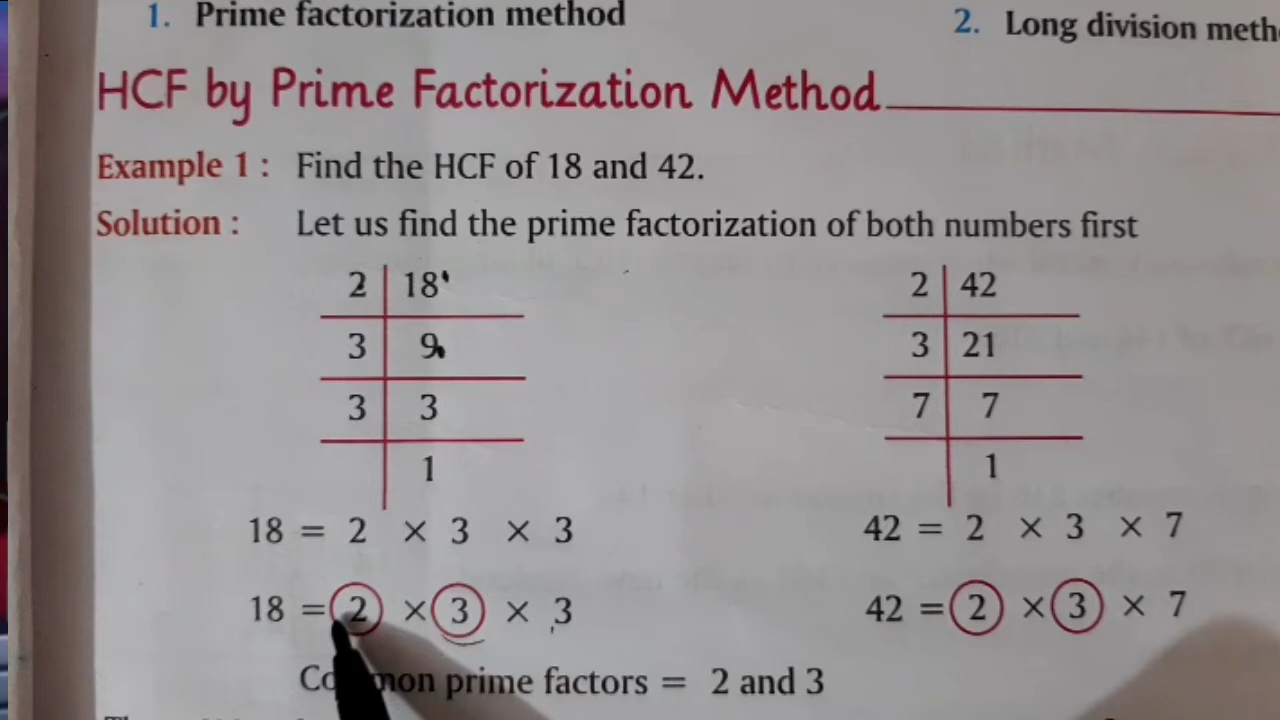 1. Prime factorization method
2. Long division meth
HCF by Prime Factorization Method
Example 1 : Find the HCF of 18 and 42.
Solution : Let us find the prime factorization of both numbers first
2 18
3 9
3 3
1
2 42
3 21
7 7
1
18 = 2 × 3 × 3
42 = 2 × 3 × 7
18 = 2 × 3 × 3
42 = 2 × 3 × 7
prime factors = 2 and 3